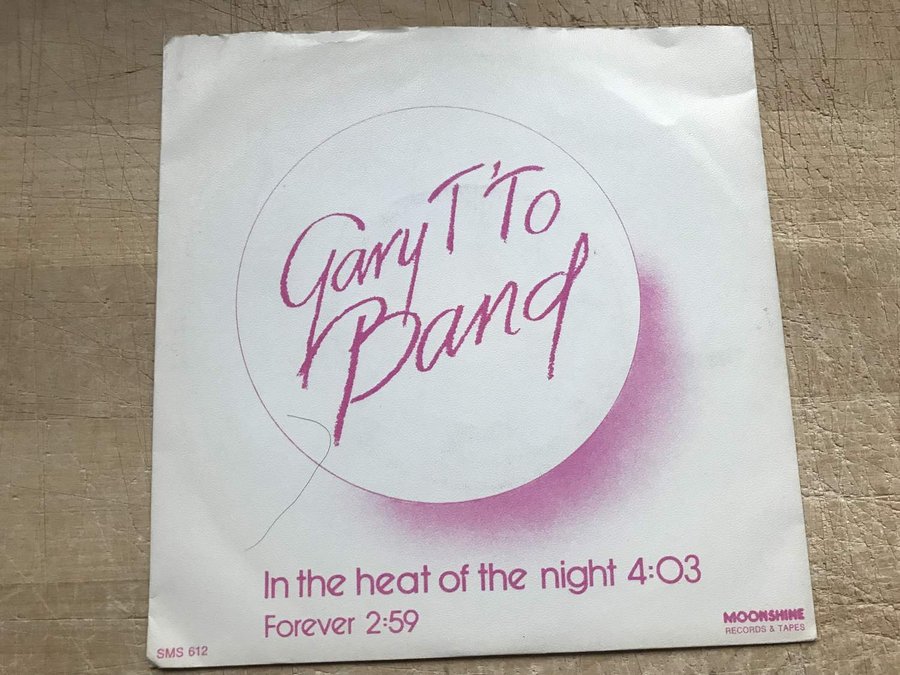 Gary T'To
Band
In the heat of the night 4:03
Forever 2:59
SMS 612
MOONSHINE
RECORDS & TAPES